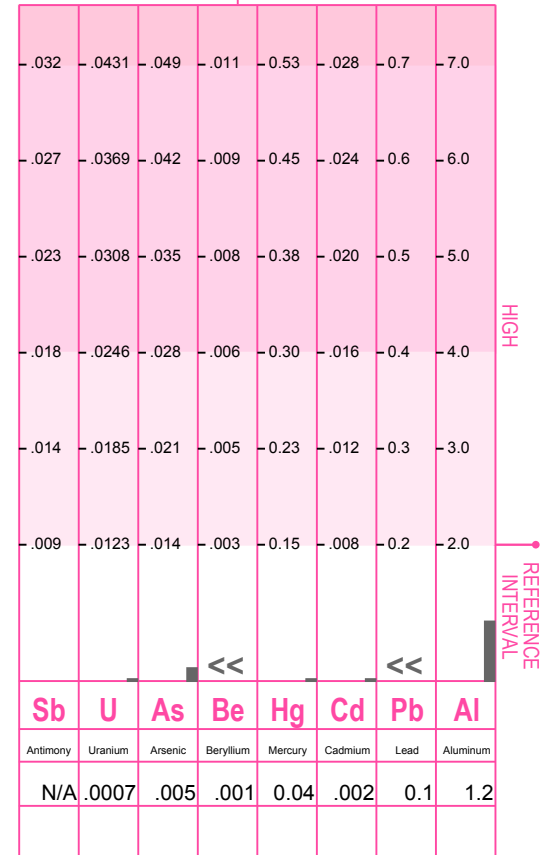 .032 .0431 .049 .011 0.53 .028 0.7 7.0
.027 .0369 .042 .009 0.45 .024 0.6 6.0
.023 .0308 .035 .008 0.38 .020 0.5 5.0
HIGH
.018 .0246 .028 .006 0.30 .016 0.4 4.0
.014 .0185 .021 .005 0.23 .012 0.3 3.0
.009 .0123 .014 .003 0.15 .008 0.2 2.0
REFERENCE
INTERVAL
<< <<
Sb U As Be Hg Cd Pb Al
Antimony Uranium Arsenic Beryllium Mercury Cadmium Lead Aluminum
N/A .0007 .005 .001 0.04 .002 0.1 1.2